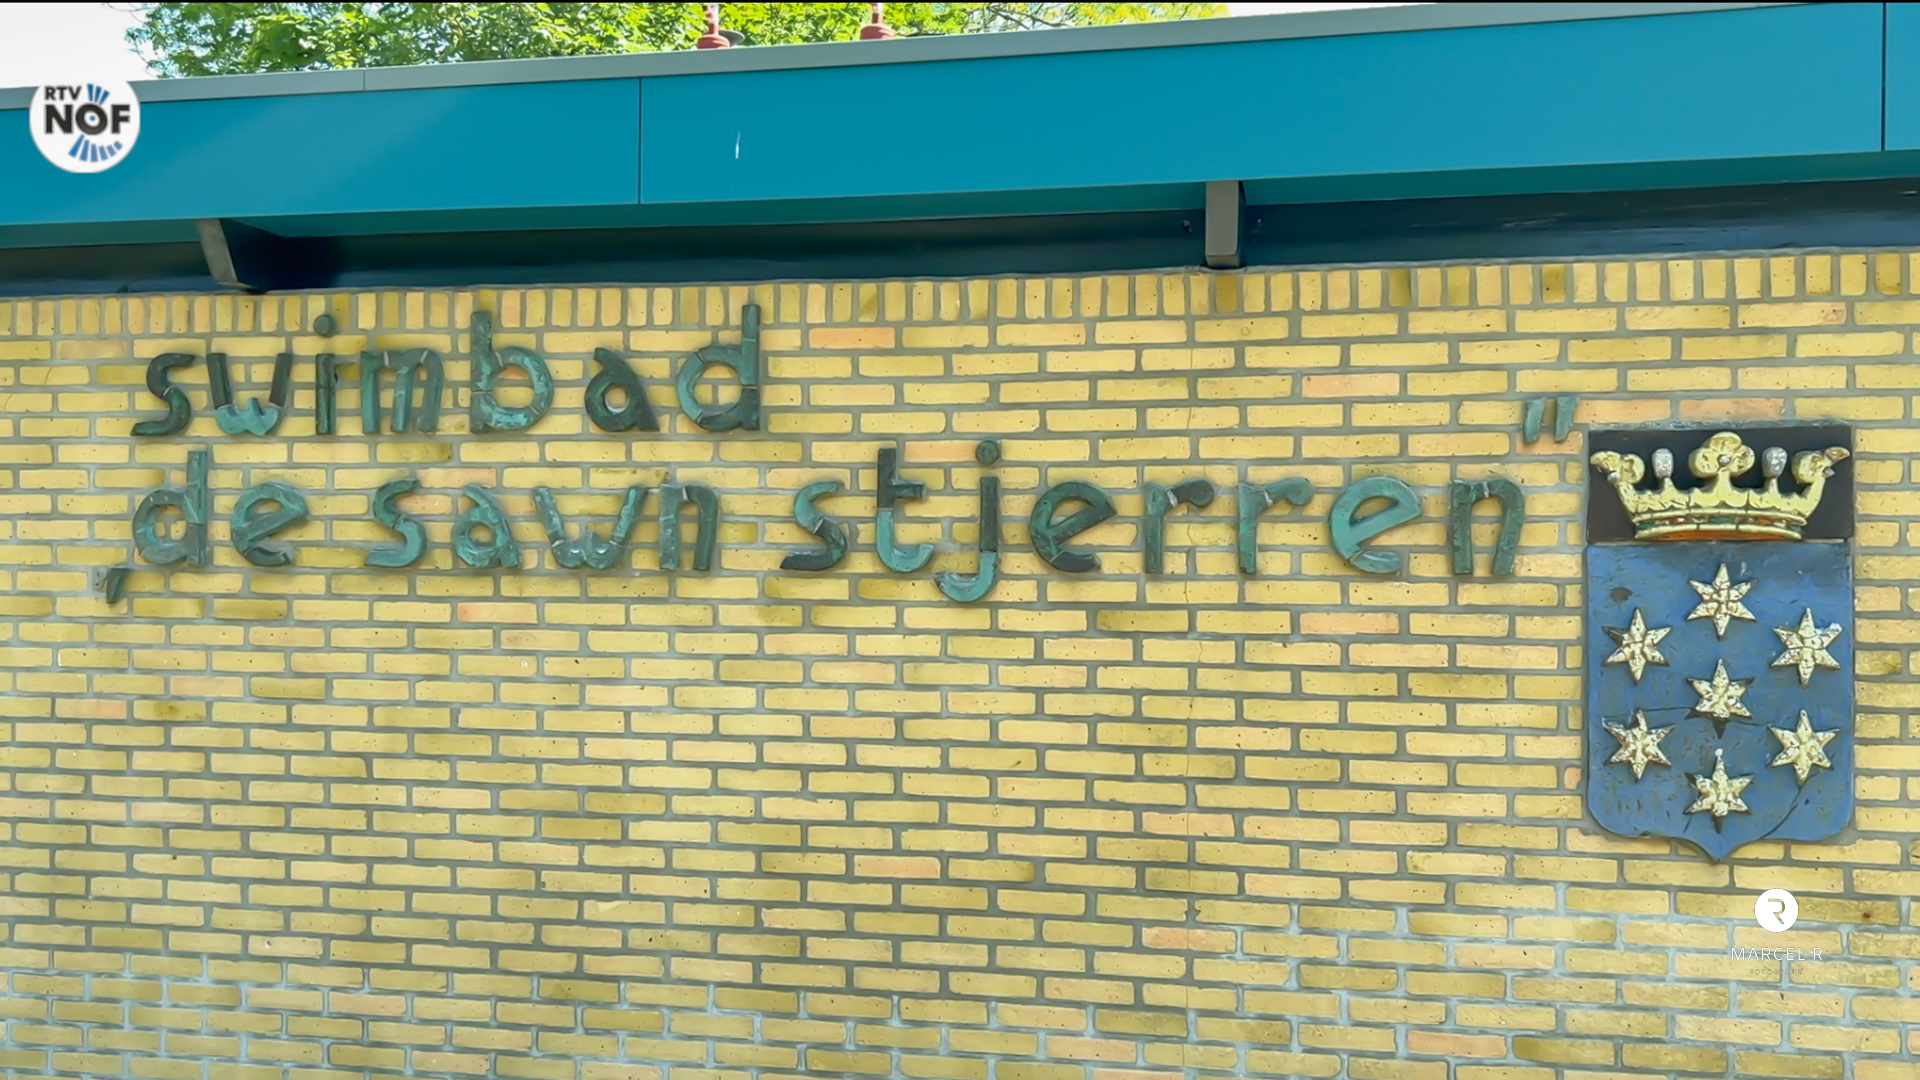 RTV
NOF
swimbad
„de sawn stjerren"
MARCEL R